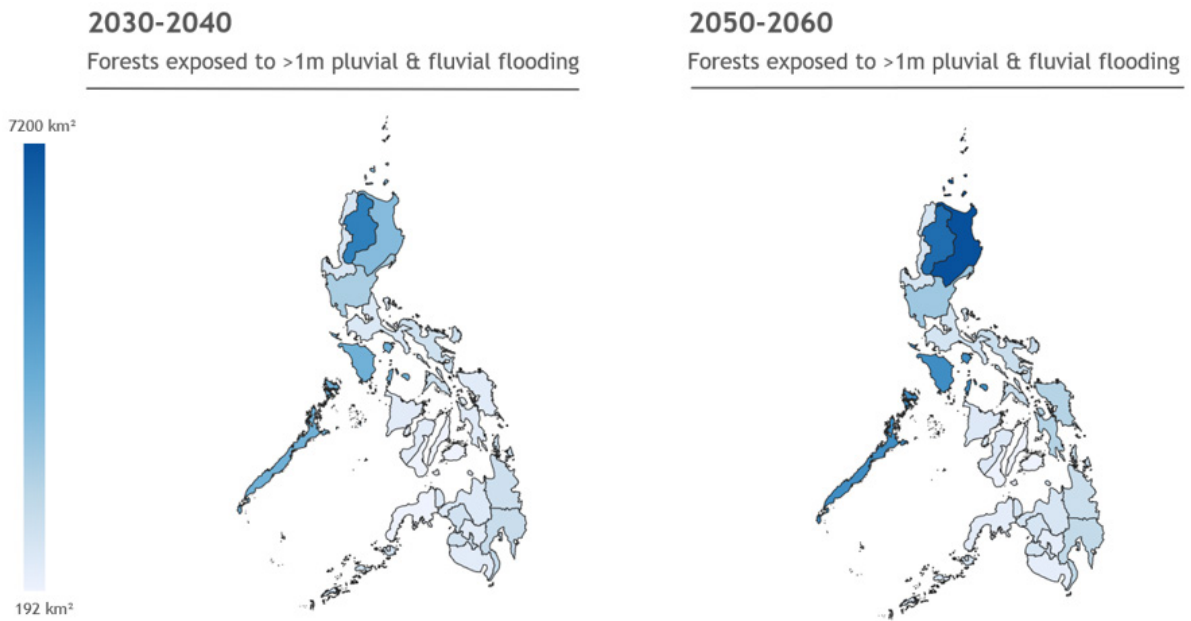 2030-2040
Forests exposed to >1m pluvial & fluvial flooding
2050-2060
Forests exposed to >1m pluvial & fluvial flooding
7200 km²
192 km²